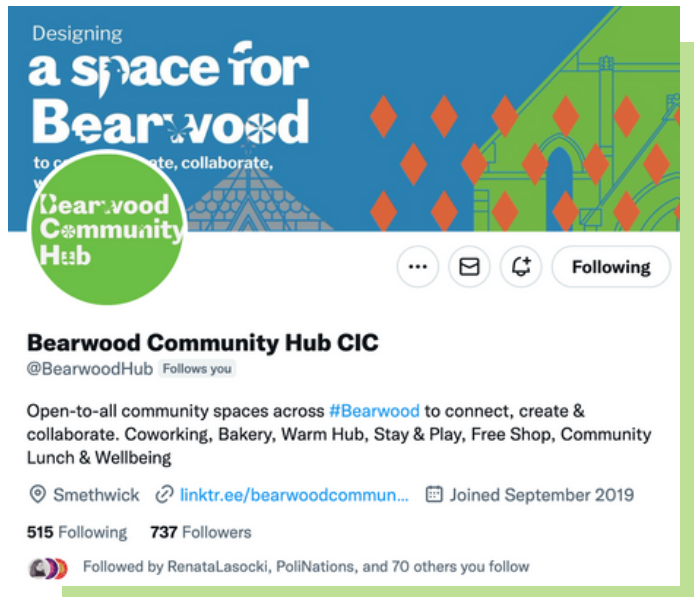 Designing
a space for
Bearwood
to ate, collaborate,
Bearwood
Community
Hub
Following
Bearwood Community Hub CIC
@BearwoodHub Follows you
Open-to-all community spaces across #Bearwood to connect, create &
collaborate. Coworking, Bakery, Warm Hub, Stay & Play, Free Shop, Community
Lunch & Wellbeing
Smethwick linktr.ee/bearwoodcommun... Joined September 2019
515 Following 737 Followers
Followed by RenataLasocki, PoliNations, and 70 others you follow